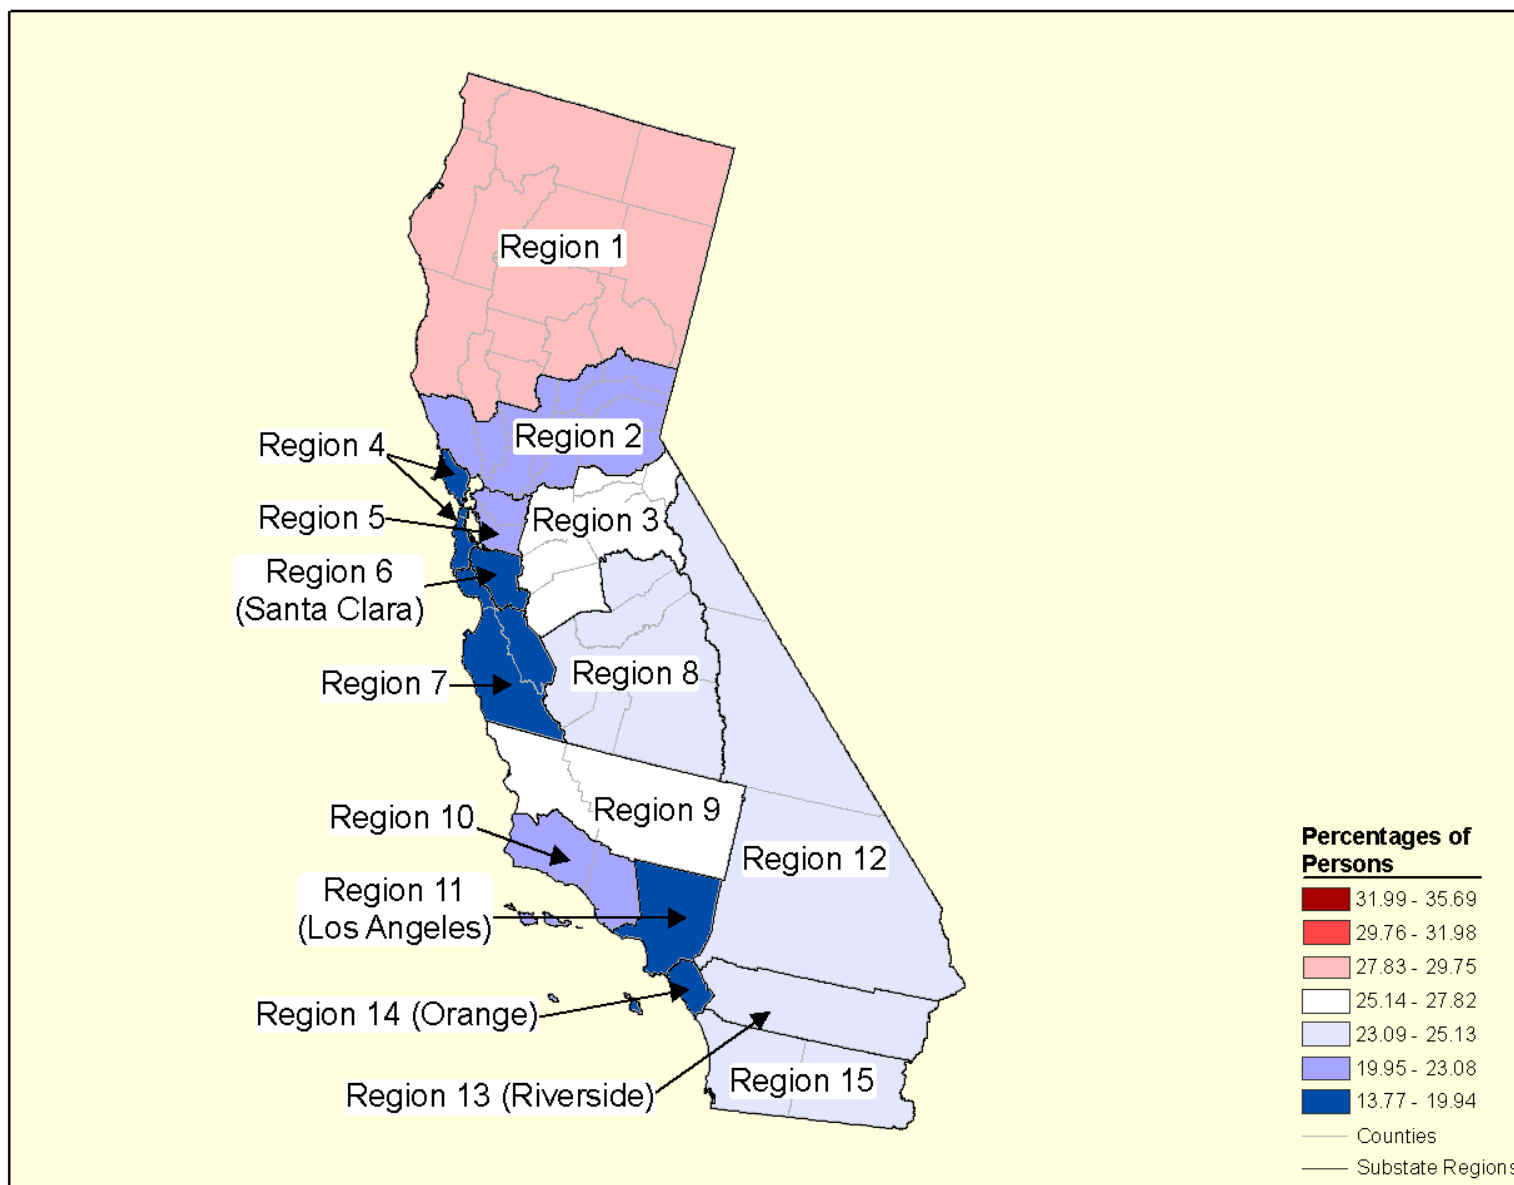 Region 1
Region 2
Region 4
Region 5
Region 3
Region 6
(Santa Clara)
Region 8
Region 7
Region 9
Region 10
Region 12
Region 11
(Los Angeles)
Region 14 (Orange)
Region 13 (Riverside)
Region 15
Percentages of
Persons
31.99 - 35.69
29.76 - 31.98
27.83 - 29.75
25.14 - 27.82
23.09 - 25.13
19.95 - 23.08
13.77 - 19.94
Counties
Substate Regions